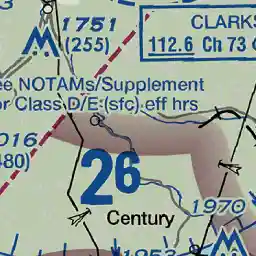 1751
(255)
CLARKS
112.6 Ch 73
ee NOTAMs/Supplement
or Class D/E (sfc) eff hrs
016
480)
26
Century
1970
1953